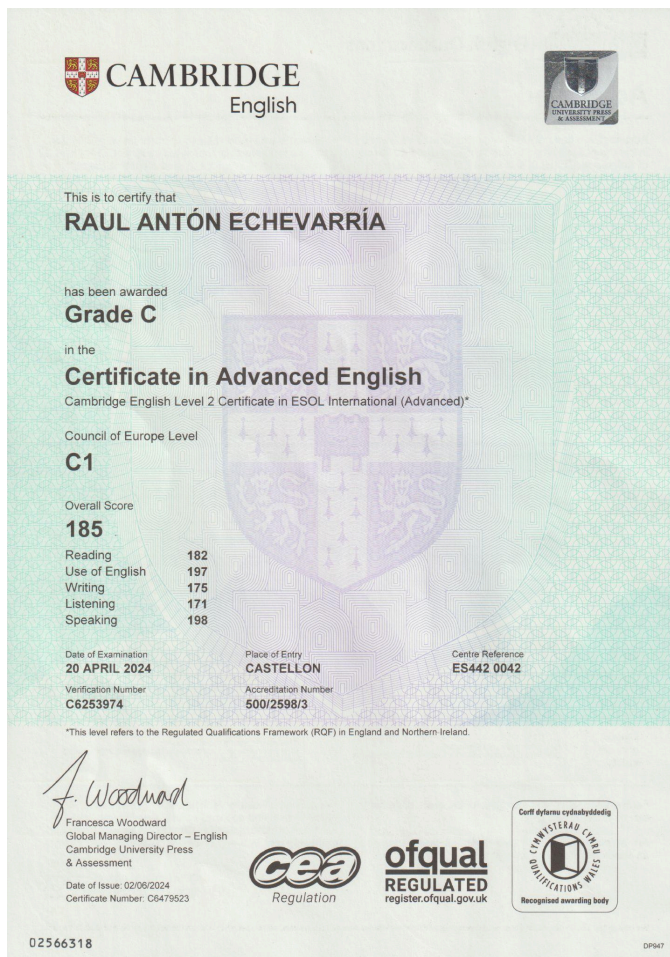 CAMBRIDGE
English
CAMBRIDGE
UNIVERSITY PRESS
& ASSESSMENT
This is to certify that
RAUL ANTÓN ECHEVARRÍA
has been awarded
Grade C
in the
Certificate in Advanced English
Cambridge English Level 2 Certificate in ESOL International (Advanced)*
Council of Europe Level
C1
Overall Score
185
Reading 182
Use of English 197
Writing 175
Listening 171
Speaking 198
Date of Examination Place of Entry Centre Reference
20 APRIL 2024 CASTELLON ES442 0042
Verification Number Accreditation Number
C6253974 500/2598/3
*This level refers to the Regulated Qualifications Framework (RQF) in England and Northern Ireland.
F. Woodward
Francesca Woodward
Global Managing Director – English
Cambridge University Press
& Assessment
Date of Issue: 02/06/2024
Certificate Number: C6479523
cea
Regulation
ofqual
REGULATED
register.ofqual.gov.uk
Corff dyfarnu cydnabyddedig
CYMWYSTERAU CYMRU
QUALIFICATIONS WALES
Recognised awarding body
02566318
DP947